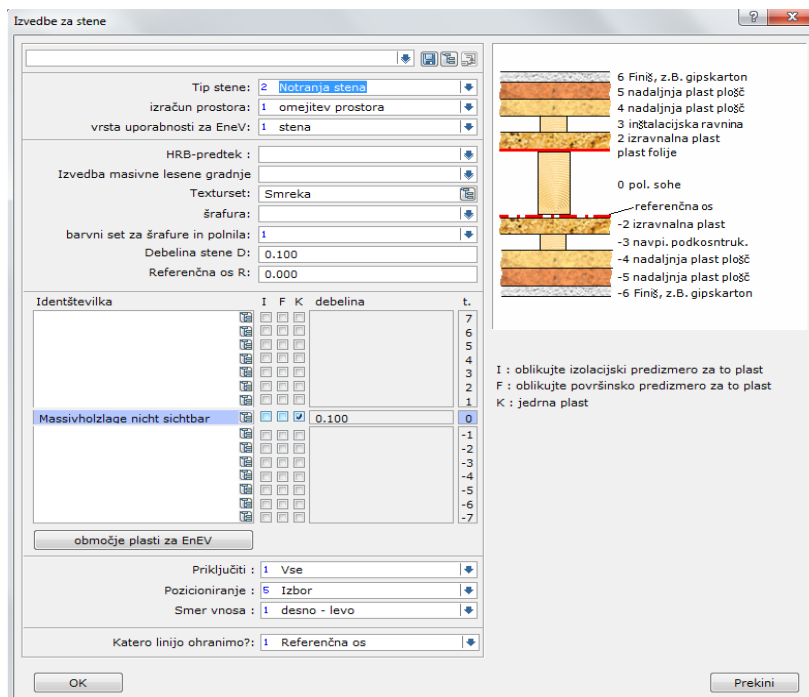 Izvedbe za stene
Tip stene: 2 Notranja stena
izračun prostora: 1 omejitev prostora
vrsta uporabnosti za EneV: 1 stena
HRB-predtek :
Izvedba masivne lesene gradnje
Texturset: Smreka
šrafura:
barvni set za šrafure in polnila: 1
Debelina stene D: 0.100
Referenčna os R: 0.000
Identštevilka I F K debelina t.
7
6
5
4
3
2
1
Massivholzlage nicht sichtbar 0.100 0
-1
-2
-3
-4
-5
-6
-7
območje plasti za EnEV
Priključiti : 1 Vse
Pozicioniranje : 5 Izbor
Smer vnosa : 1 desno - levo
Katero linijo ohranimo?: 1 Referenčna os
OK
6 Finiš, z.B. gipskarton
5 nadaljnja plast plošč
4 nadaljnja plast plošč
3 inštalacijska ravnina
2 izravnalna plast
plast folije
0 pol. sohe
referenčna os
-2 izravnalna plast
-3 navpi. podkosntruk.
-4 nadaljnja plast plošč
-5 nadaljnja plast plošč
-6 Finiš, z.B. gipskarton
I : oblikujte izolacijski predizmero za to plast
F : oblikujte površinsko predizmero za to plast
K : jedrna plast
Prekini